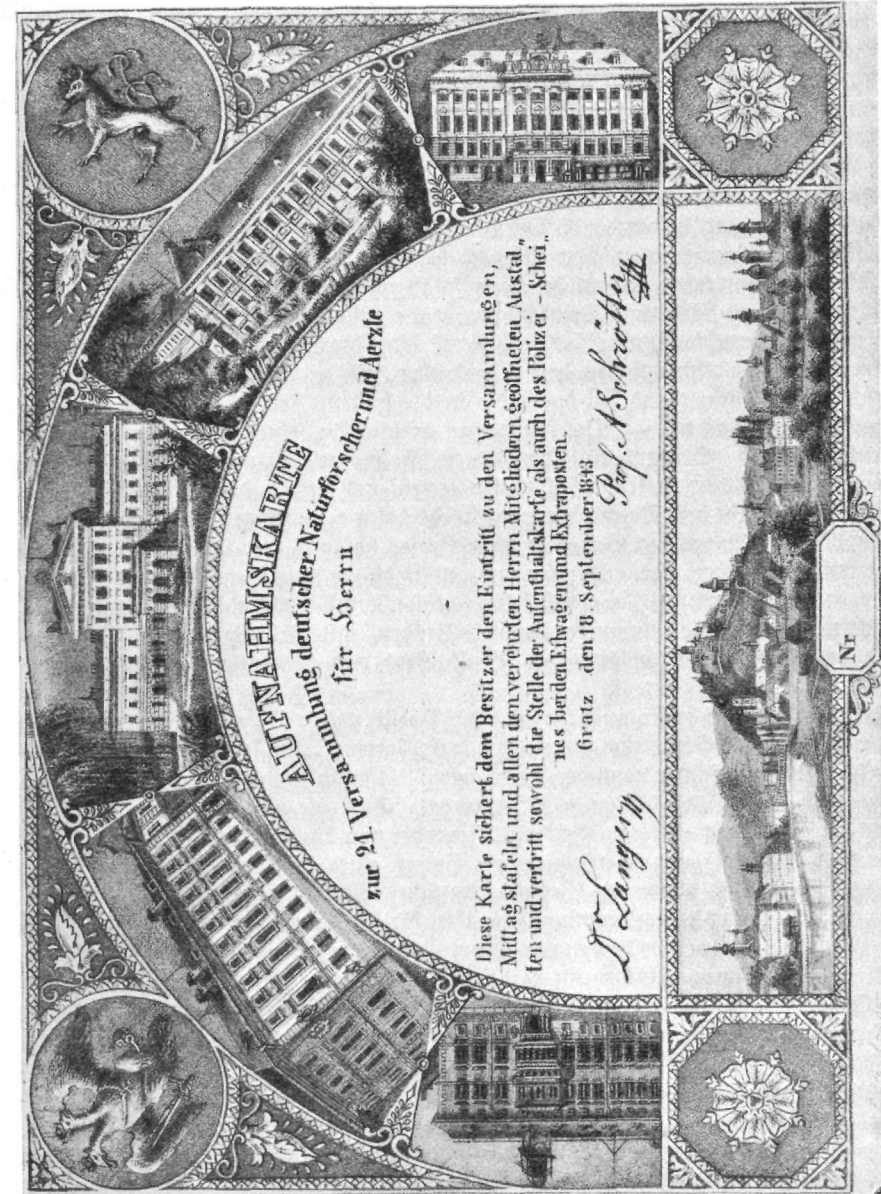 AUFNAHMSKARTE
zur 21. Versammlung deutscher Naturforscher und Aerzte
für Herrn
Diese Karte sichert dem Besitzer den Eintritt zu den Versammlungen,
Mittagstafeln und allen den verehrten Herrn Mitgliedern geöffneten Anstal„
ten und vertritt sowohl die Stelle der Aufenthaltskarte als auch des Polizei-Schei„
nes bei den Eilwagen und Extraposten.
Gratz den 18 September 1843
Dr Langer Prof. A Schrötter
Nr